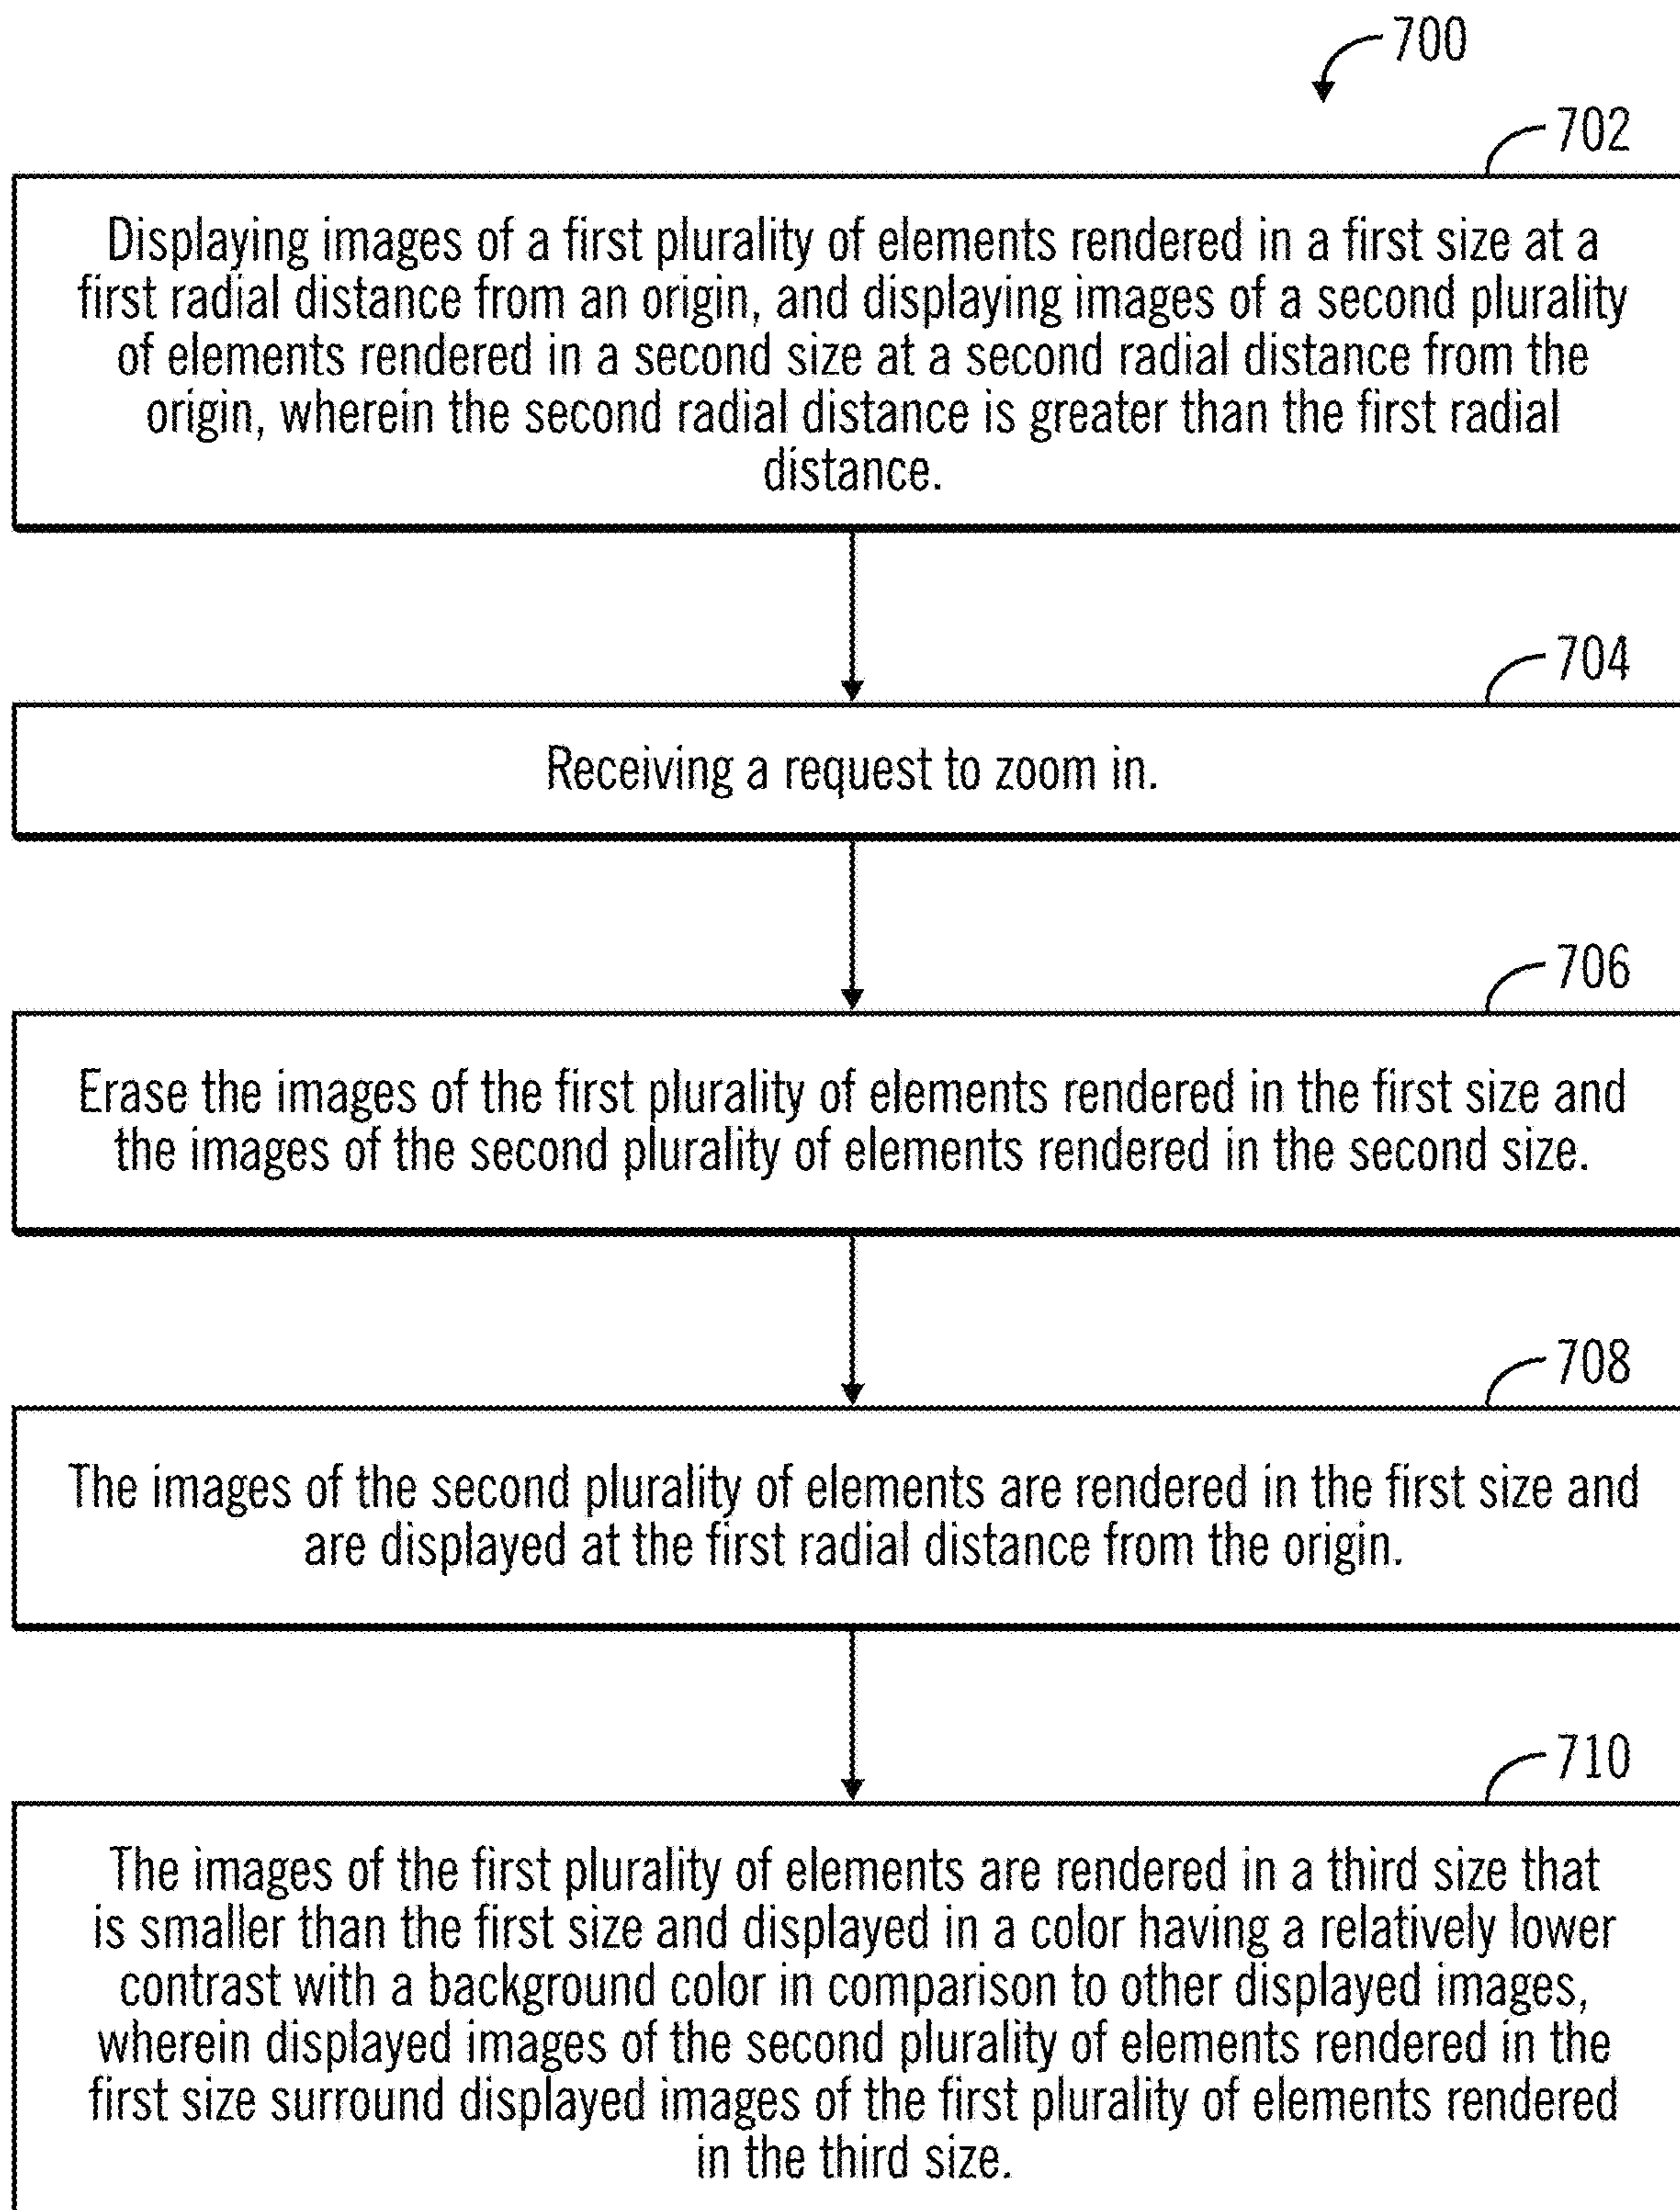 700
702
Displaying images of a first plurality of elements rendered in a first size at a
first radial distance from an origin, and displaying images of a second plurality
of elements rendered in a second size at a second radial distance from the
origin, wherein the second radial distance is greater than the first radial
distance.
704
Receiving a request to zoom in.
706
Erase the images of the first plurality of elements rendered in the first size and
the images of the second plurality of elements rendered in the second size.
708
The images of the second plurality of elements are rendered in the first size and
are displayed at the first radial distance from the origin.
710
The images of the first plurality of elements are rendered in a third size that
is smaller than the first size and displayed in a color having a relatively lower
contrast with a background color in comparison to other displayed images,
wherein displayed images of the second plurality of elements rendered in the
first size surround displayed images of the first plurality of elements rendered
in the third size.